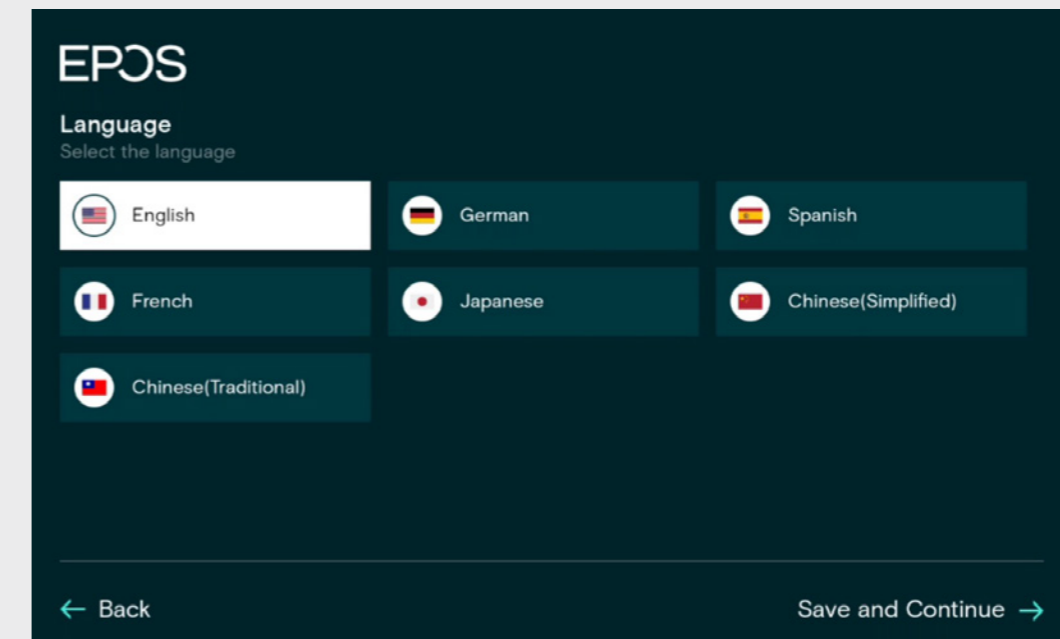 EPOS
Language
Select the language
English
German
Spanish
French
Japanese
Chinese(Simplified)
Chinese(Traditional)
Back
Save and Continue